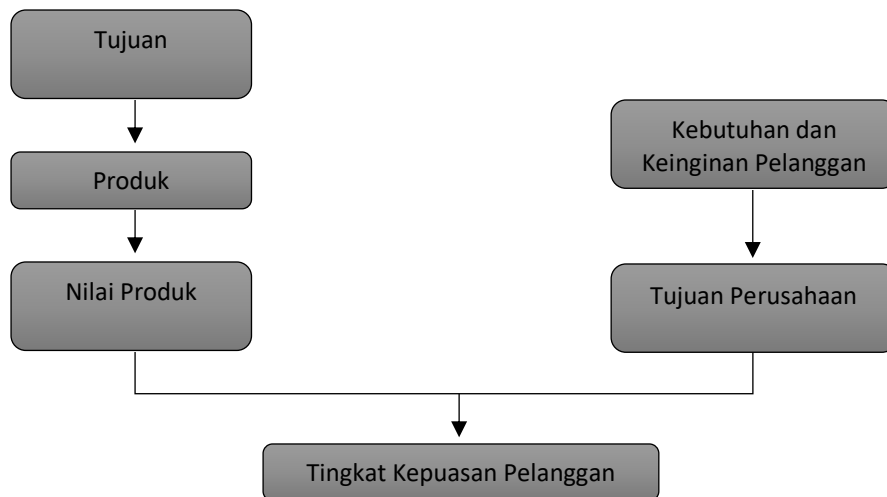 Tujuan
Produk
Nilai Produk
Kebutuhan dan
Keinginan Pelanggan
Tujuan Perusahaan
Tingkat Kepuasan Pelanggan